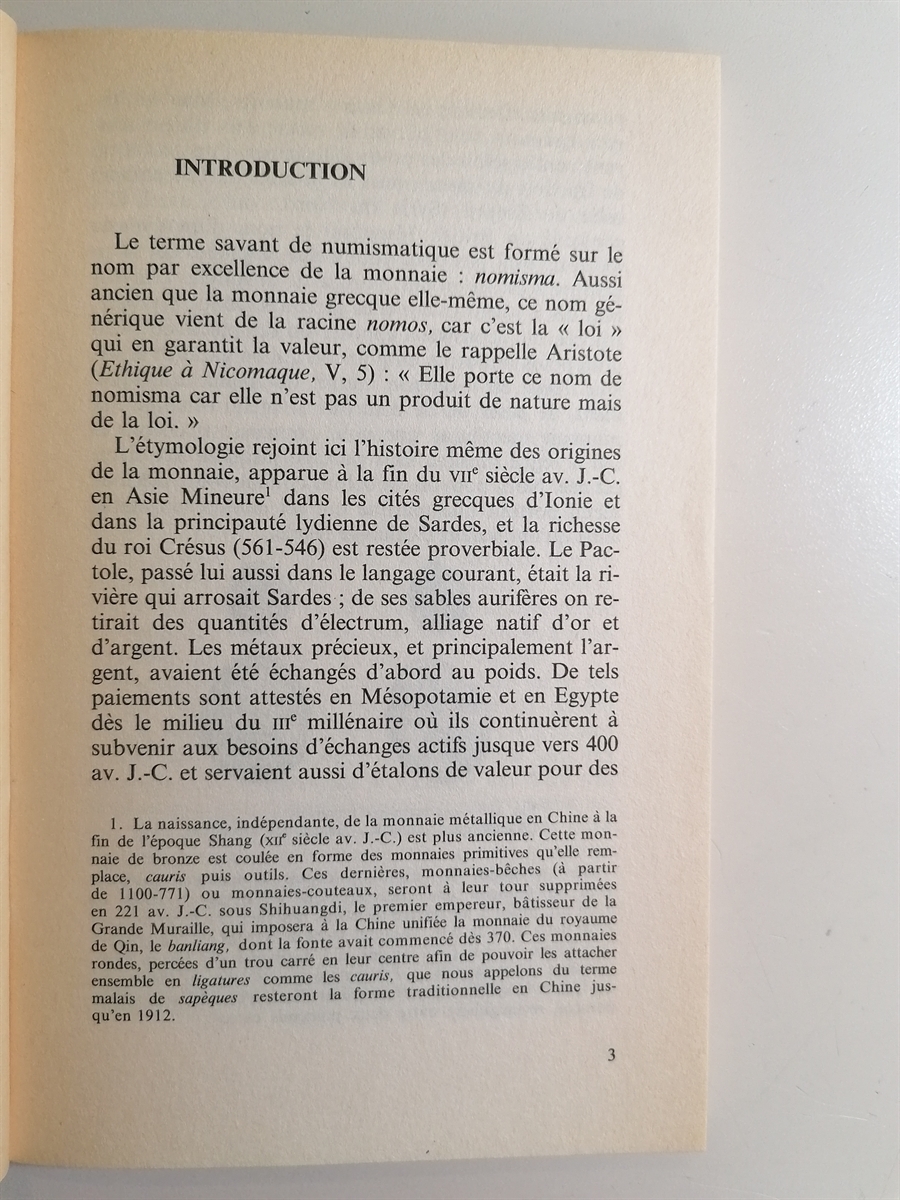 INTRODUCTION
Le terme savant de numismatique est formé sur le
nom par excellence de la monnaie : nomisma. Aussi
ancien que la monnaie grecque elle-même, ce nom gé-
nérique vient de la racine nomos, car c'est la « loi »
qui en garantit la valeur, comme le rappelle Aristote
(Ethique à Nicomaque, V, 5) : « Elle porte ce nom de
nomisma car elle n'est pas un produit de nature mais
de la loi. »
L'étymologie rejoint ici l'histoire même des origines
de la monnaie, apparue à la fin du VIIe siècle av. J.-C.
en Asie Mineure1 dans les cités grecques d'Ionie et
dans la principauté lydienne de Sardes, et la richesse
du roi Crésus (561-546) est restée proverbiale. Le Pac-
tole, passé lui aussi dans le langage courant, était la ri-
vière qui arrosait Sardes ; de ses sables aurifères on re-
tirait des quantités d'électrum, alliage natif d'or et
d'argent. Les métaux précieux, et principalement l'ar-
gent, avaient été échangés d'abord au poids. De tels
paiements sont attestés en Mésopotamie et en Egypte
dès le milieu du IIIe millénaire où ils continuèrent à
subvenir aux besoins d'échanges actifs jusque vers 400
av. J.-C. et servaient aussi d'étalons de valeur pour des
1. La naissance, indépendante, de la monnaie métallique en Chine à la
fin de l'époque Shang (XIIe siècle av. J.-C.) est plus ancienne. Cette mon-
naie de bronze est coulée en forme des monnaies primitives qu'elle rem-
place, cauris puis outils. Ces dernières, monnaies-bêches (à partir
de 1100-771) ou monnaies-couteaux, seront à leur tour supprimées
en 221 av. J.-C. sous Shihuangdi, le premier empereur, bâtisseur de la
Grande Muraille, qui imposera à la Chine unifiée la monnaie du royaume
de Qin, le banliang, dont la fonte avait commencé dès 370. Ces monnaies
rondes, percées d'un trou carré en leur centre afin de pouvoir les attacher
ensemble en ligatures comme les cauris, que nous appelons du terme
malais de sapèques resteront la forme traditionnelle en Chine jus-
qu'en 1912.
3